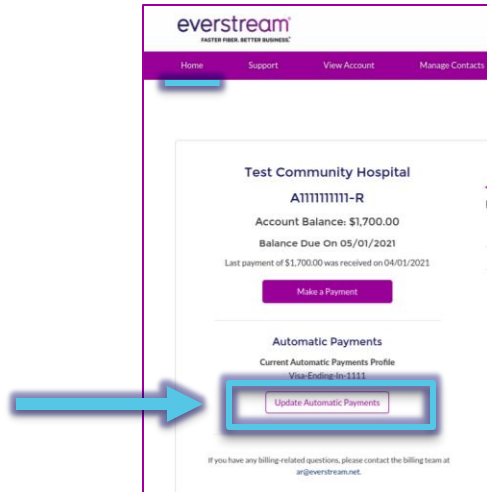 everstream®
FASTER FIBER. BETTER BUSINESS.®
Home Support View Account Manage Contacts
Test Community Hospital
A1111111111-R
Account Balance: $1,700.00
Balance Due On 05/01/2021
Last payment of $1,700.00 was received on 04/01/2021
Make a Payment
Automatic Payments
Current Automatic Payments Profile
Visa-Ending-In-1111
Update Automatic Payments
If you have any billing-related questions, please contact the billing team at
ar@everstream.net.